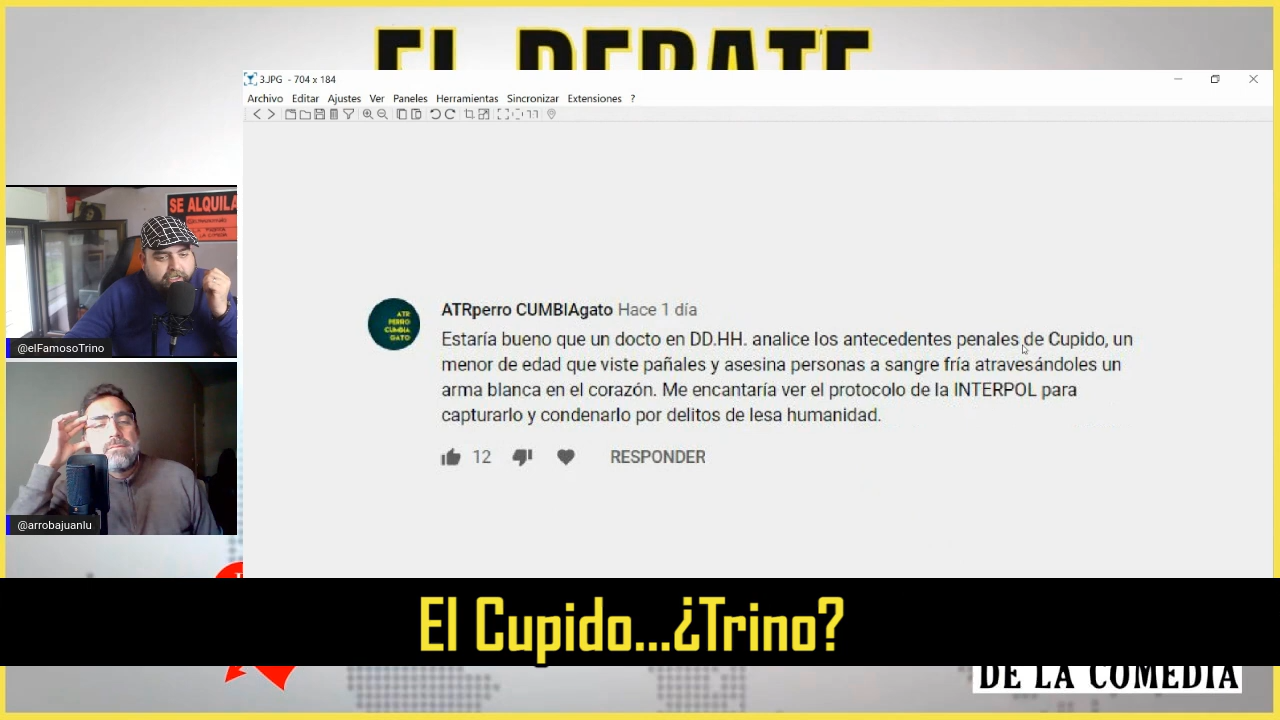 EL DEBATE
3.JPG - 704 x 184
Archivo Editar Ajustes Ver Paneles Herramientas Sincronizar Extensiones ?
SE ALQUILA
@elFamosoTrino
@arrobajuanlu
ATR
PERRO
CUMBIA
GATO
ATRperro CUMBIAgato Hace 1 día
Estaría bueno que un docto en DD.HH. analice los antecedentes penales de Cupido, un
menor de edad que viste pañales y asesina personas a sangre fría atravesándoles un
arma blanca en el corazón. Me encantaría ver el protocolo de la INTERPOL para
capturarlo y condenarlo por delitos de lesa humanidad.
12 RESPONDER
El Cupido...¿Trino?
DE LA COMEDIA